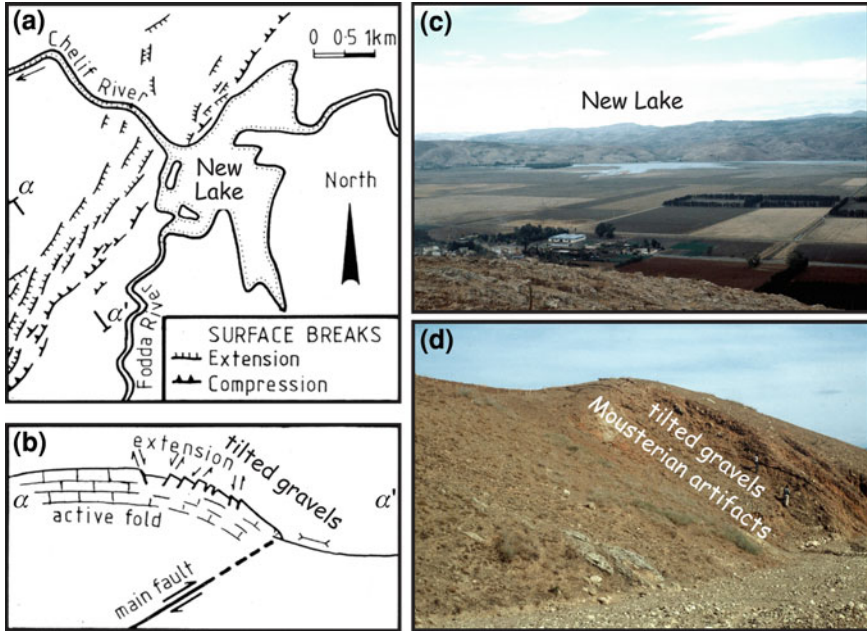 (a)
Chelif
River
0 0·5 1km
New
Lake
North
α
α'
Fodda River
SURFACE BREAKS
Extension
Compression
(b)
extension
tilted gravels
α
α'
active fold
main fault
(c)
New Lake
(d)
tilted gravels
Mousterian artifacts